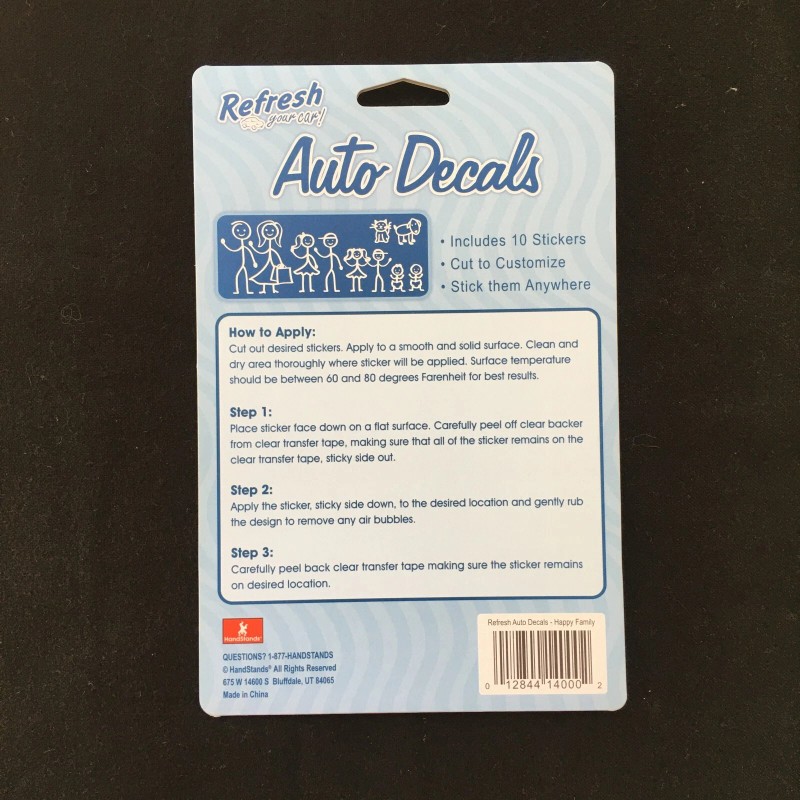 Refresh
your car!
Auto Decals
• Includes 10 Stickers
• Cut to Customize
• Stick them Anywhere
How to Apply:
Cut out desired stickers. Apply to a smooth and solid surface. Clean and
dry area thoroughly where sticker will be applied. Surface temperature
should be between 60 and 80 degrees Farenheit for best results.
Step 1:
Place sticker face down on a flat surface. Carefully peel off clear backer
from clear transfer tape, making sure that all of the sticker remains on the
clear transfer tape, sticky side out.
Step 2:
Apply the sticker, sticky side down, to the desired location and gently rub
the design to remove any air bubbles.
Step 3:
Carefully peel back clear transfer tape making sure the sticker remains
on desired location.
HandStands®
QUESTIONS? 1-877-HANDSTANDS
© HandStands® All Rights Reserved
675 W 14600 S Bluffdale, UT 84065
Made in China
Refresh Auto Decals - Happy Family
0 12844 14000 2